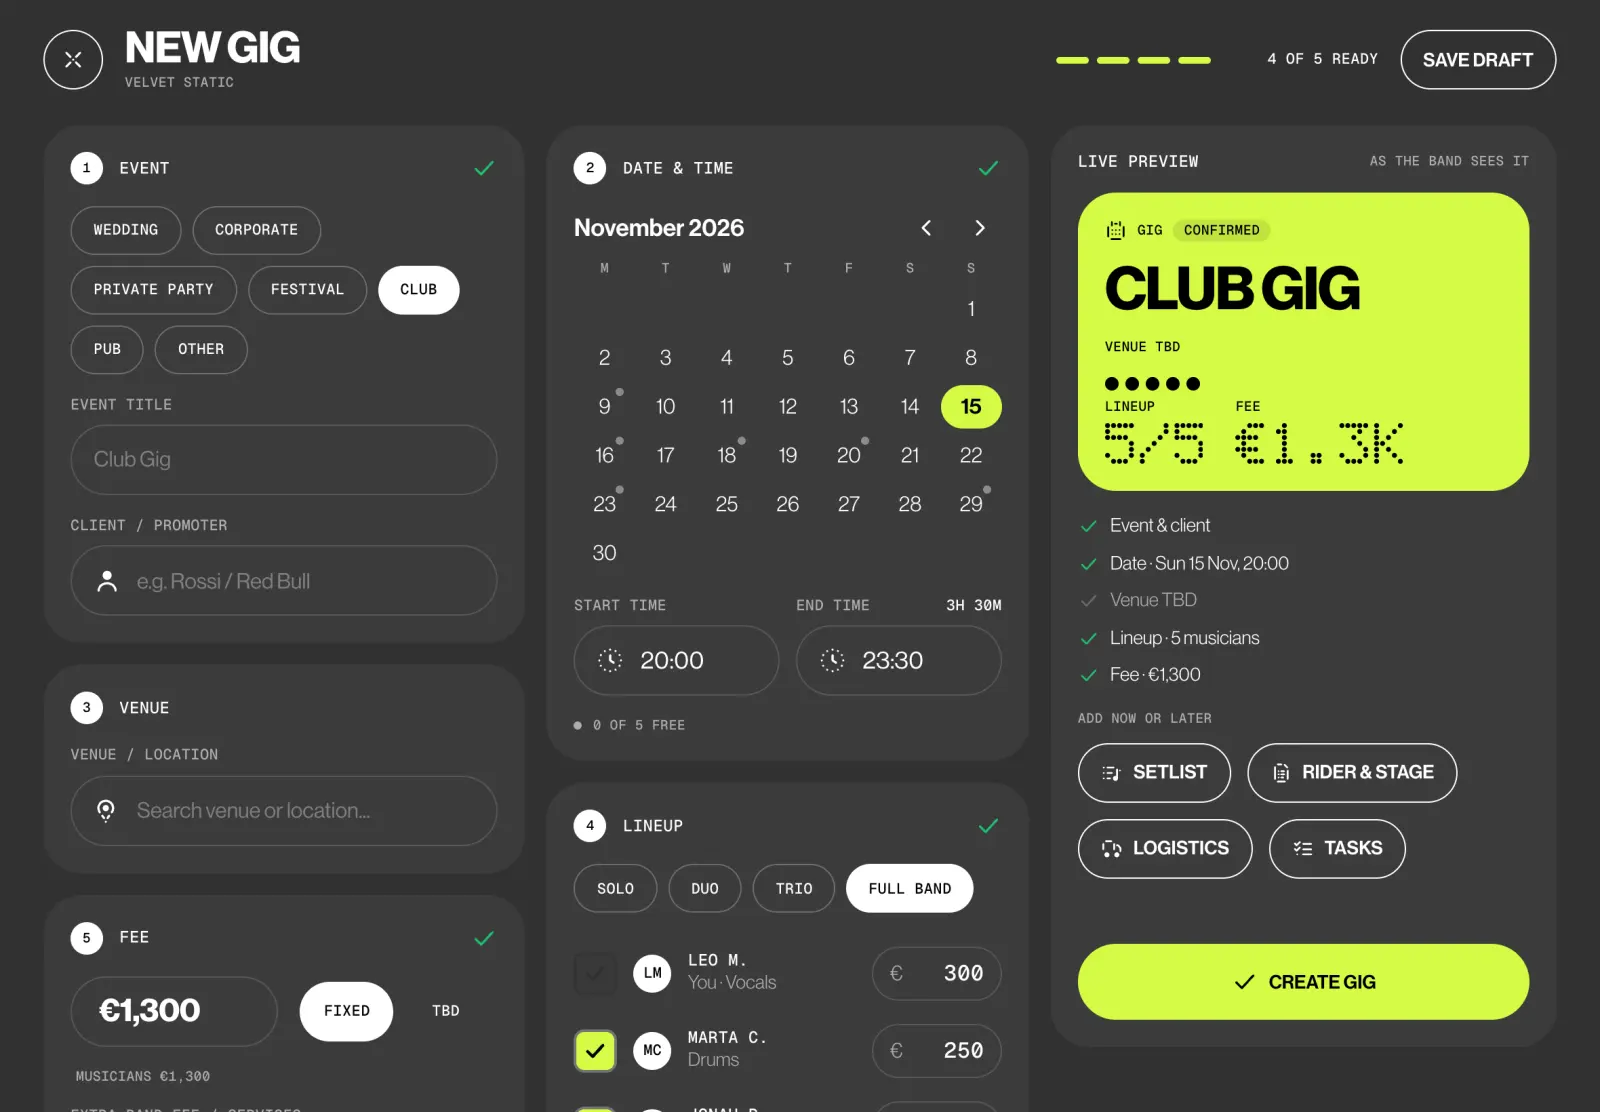 NEW GIG
VELVET STATIC
4 OF 5 READY
SAVE DRAFT
1 EVENT
WEDDING CORPORATE
PRIVATE PARTY FESTIVAL CLUB
PUB OTHER
EVENT TITLE
Club Gig
CLIENT / PROMOTER
e.g. Rossi / Red Bull
3 VENUE
VENUE / LOCATION
Search venue or location...
5 FEE
€1,300 FIXED TBD
MUSICIANS €1,300
EXTRA BAND FEE / SERVICES
2 DATE & TIME
November 2026
M T W T F S S
1
2 3 4 5 6 7 8
9 10 11 12 13 14 15
16 17 18 19 20 21 22
23 24 25 26 27 28 29
30
START TIME END TIME 3H 30M
20:00 23:30
0 OF 5 FREE
4 LINEUP
SOLO DUO TRIO FULL BAND
LM LEO M. € 300
You · Vocals
MC MARTA C. € 250
Drums
LIVE PREVIEW AS THE BAND SEES IT
GIG CONFIRMED
CLUB GIG
VENUE TBD
LINEUP FEE
5/5 €1.3K
Event & client
Date · Sun 15 Nov, 20:00
Venue TBD
Lineup · 5 musicians
Fee · €1,300
ADD NOW OR LATER
SETLIST RIDER & STAGE
LOGISTICS TASKS
CREATE GIG